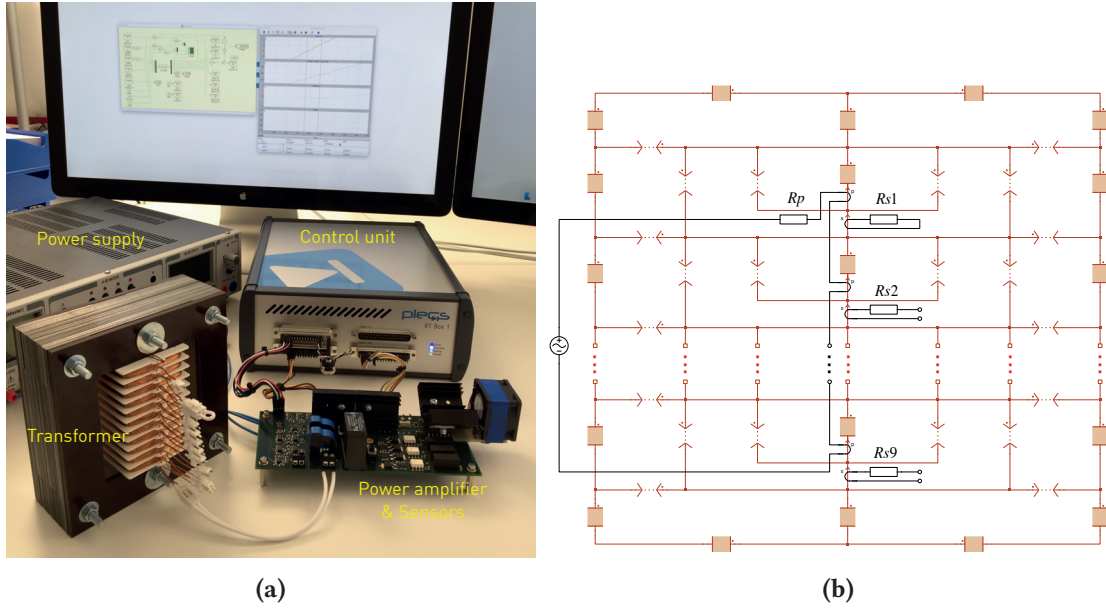 Power supply
Control unit
plecs
RT Box 1
Transformer
Power amplifier
& Sensors
Rp
Rs1
Rs2
Rs9
p
s
p
s
p
s
(a)
(b)